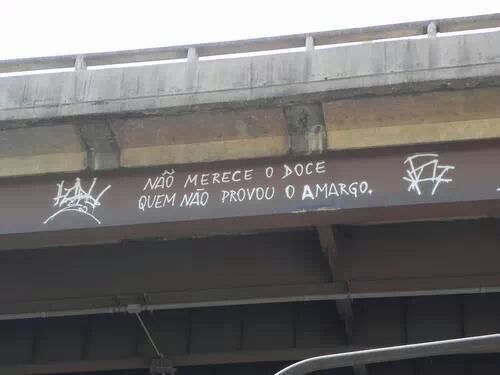 NÃO MERECE O DOCE
QUEM NÃO PROVOU O AMARGO.